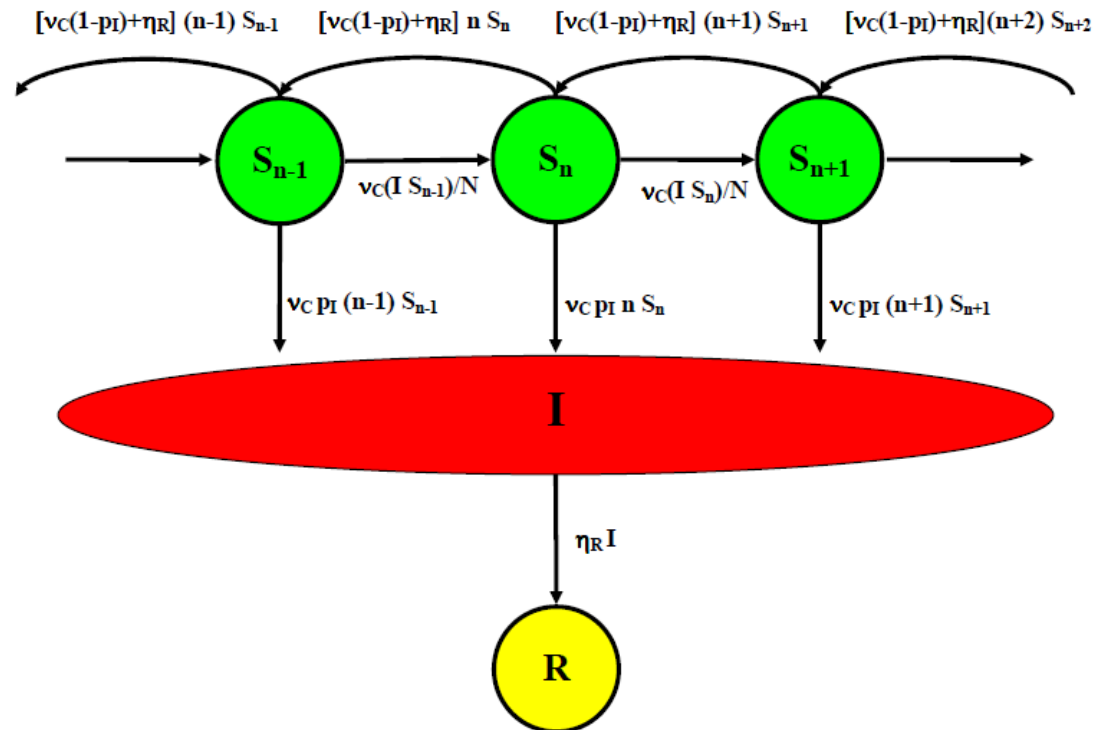 [νC(1-pI)+ηR] (n-1) Sn-1
[νC(1-pI)+ηR] n Sn
[νC(1-pI)+ηR] (n+1) Sn+1
[νC(1-pI)+ηR](n+2) Sn+2
Sn-1
Sn
Sn+1
νC(I Sn-1)/N
νC(I Sn)/N
νC pI (n-1) Sn-1
νC pI n Sn
νC pI (n+1) Sn+1
I
ηR I
R